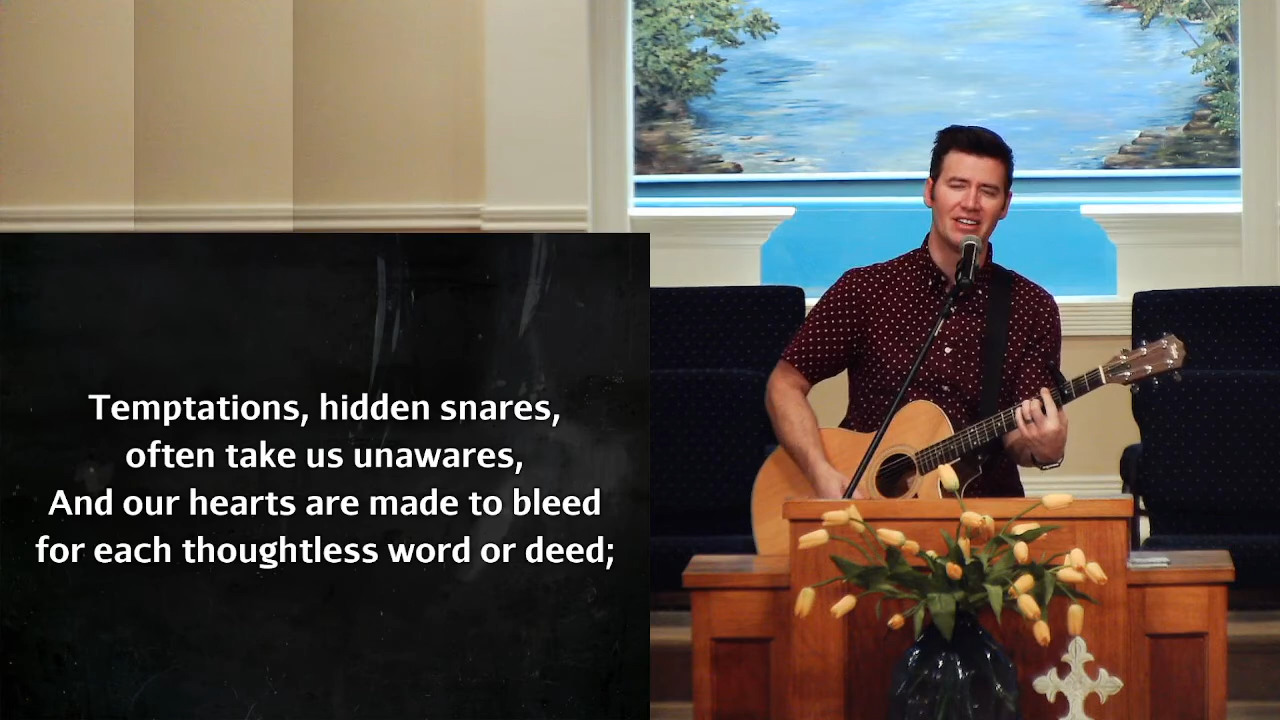 Temptations, hidden snares,
often take us unawares,
And our hearts are made to bleed
for each thoughtless word or deed;